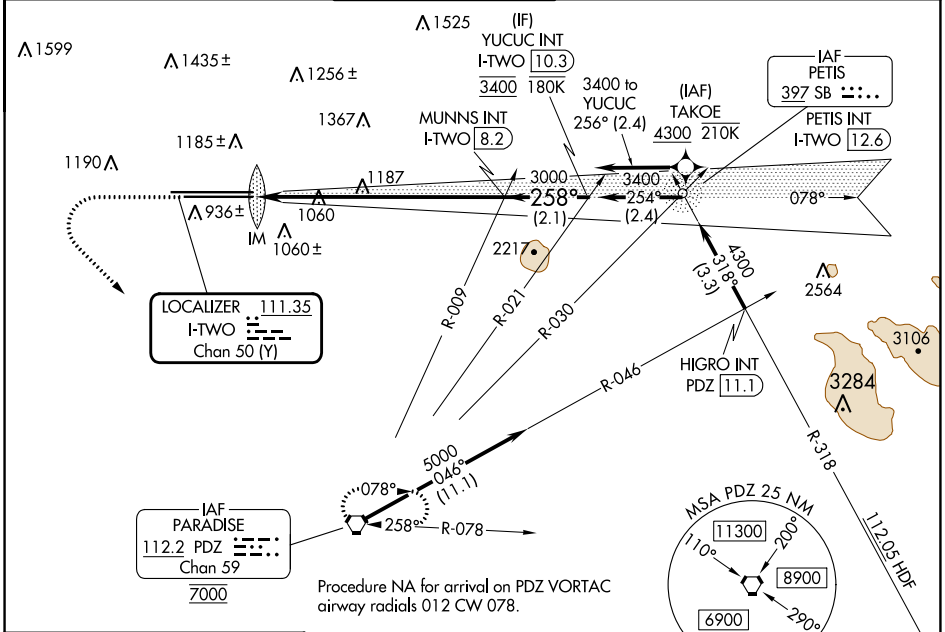 1525
1599
1435±
1256±
1367
1185±
1190
1187
936±
1060
1060±
IM
(IF)
YUCUC INT
I-TWO 10.3
3400 180K
MUNNS INT
I-TWO 8.2
3400 to
YUCUC
256° (2.4)
(IAF)
TAKOE
4300 210K
IAF
PETIS
397 SB
PETIS INT
I-TWO 12.6
3000
258°
(2.1)
3400
254°
(2.4)
078°
2217
4300
318°
(3.3)
2564
3106
3284
LOCALIZER 111.35
I-TWO
Chan 50 (Y)
R-009
R-021
R-030
R-046
HIGRO INT
PDZ 11.1
R-318
112.05 HDF
5000
046°
(11.1)
078°
258°
R-078
IAF
PARADISE
112.2 PDZ
Chan 59
7000
Procedure NA for arrival on PDZ VORTAC
airway radials 012 CW 078.
MSA PDZ 25 NM
11300
110°
200°
8900
6900
290°